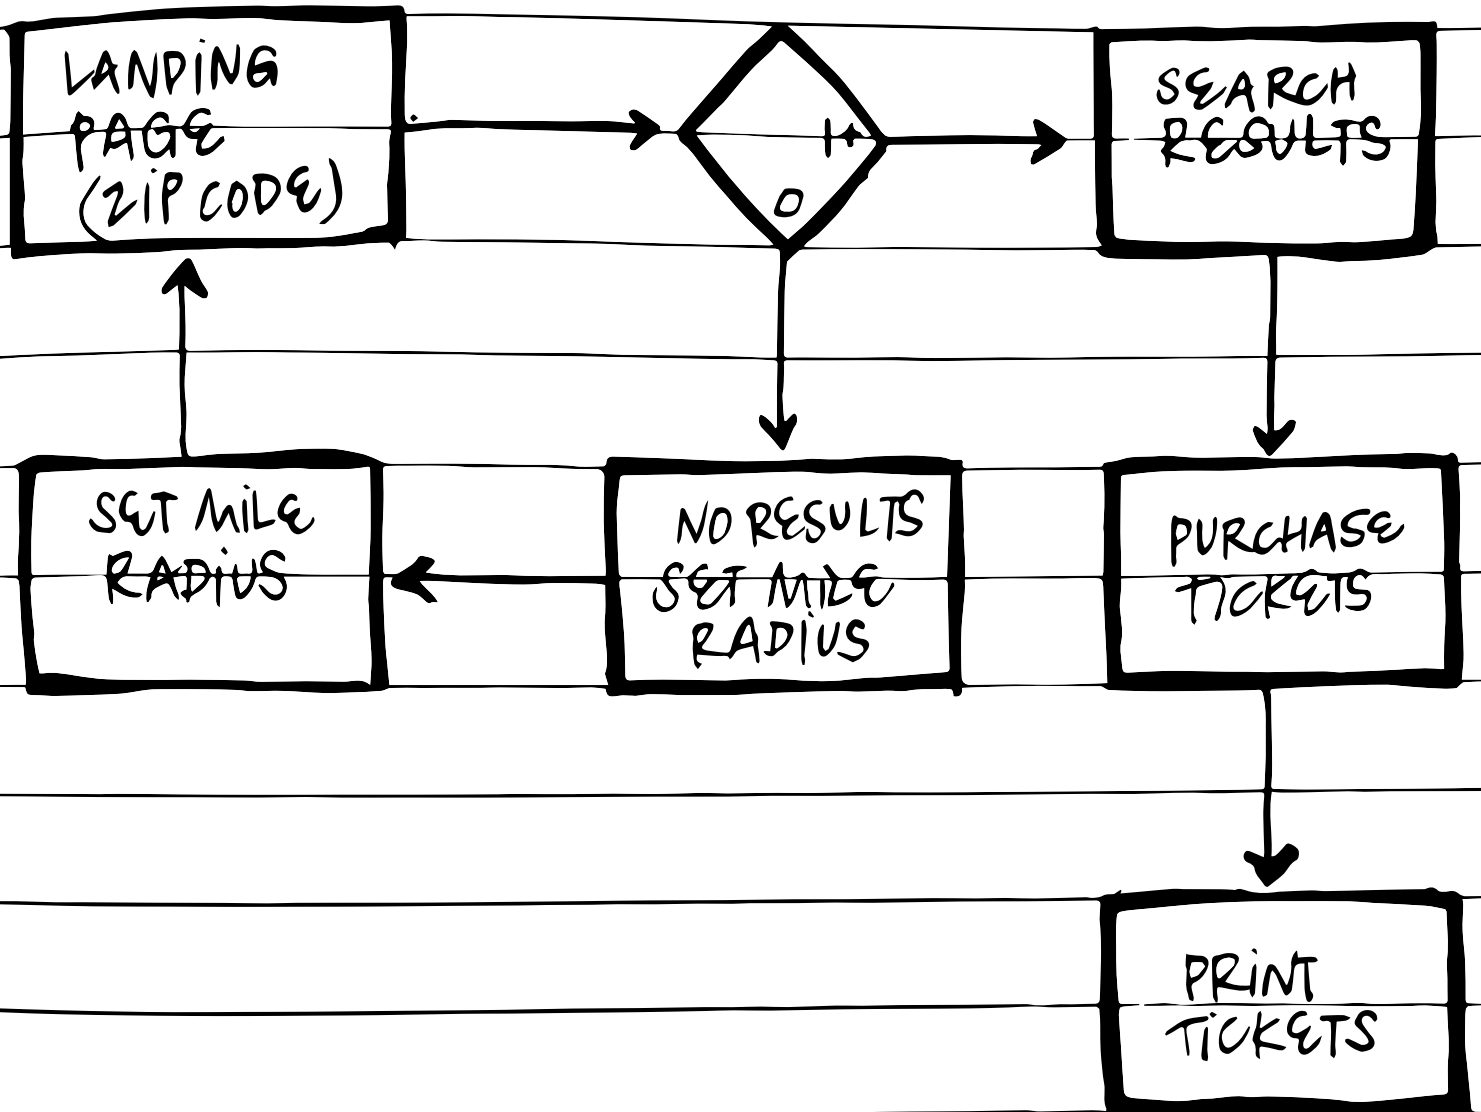 LANDING
PAGE
(ZIP CODE)
1+
0
SEARCH
RESULTS
SET MILE
RADIUS
NO RESULTS
SET MILE
RADIUS
PURCHASE
TICKETS
PRINT
TICKETS